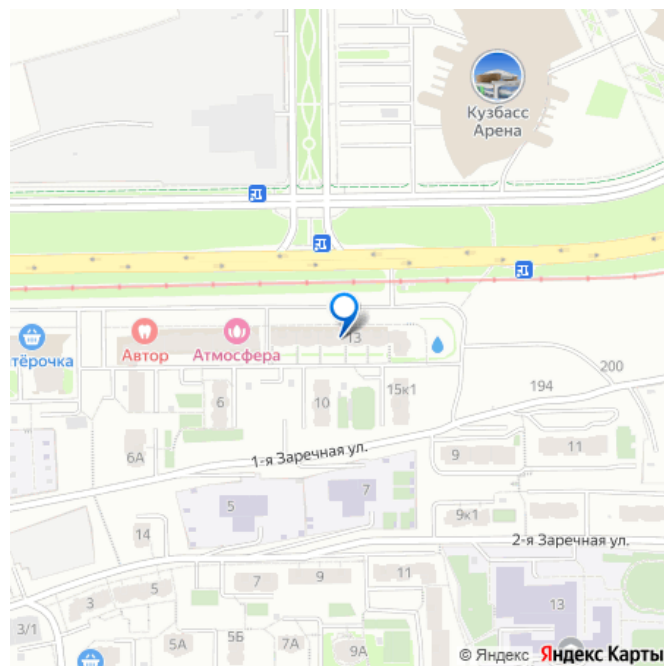 Кузбасс
Арена
тёрочка
Автор
Атмосфера
13
200
194
15к1
6
10
6А
1-я Заречная ул.
9
11
5
7
9к1
14
2-я Заречная ул.
11
9
7
5
3
13
3/1
5А
5Б
7А
9А
© Яндекс Яндекс Карты